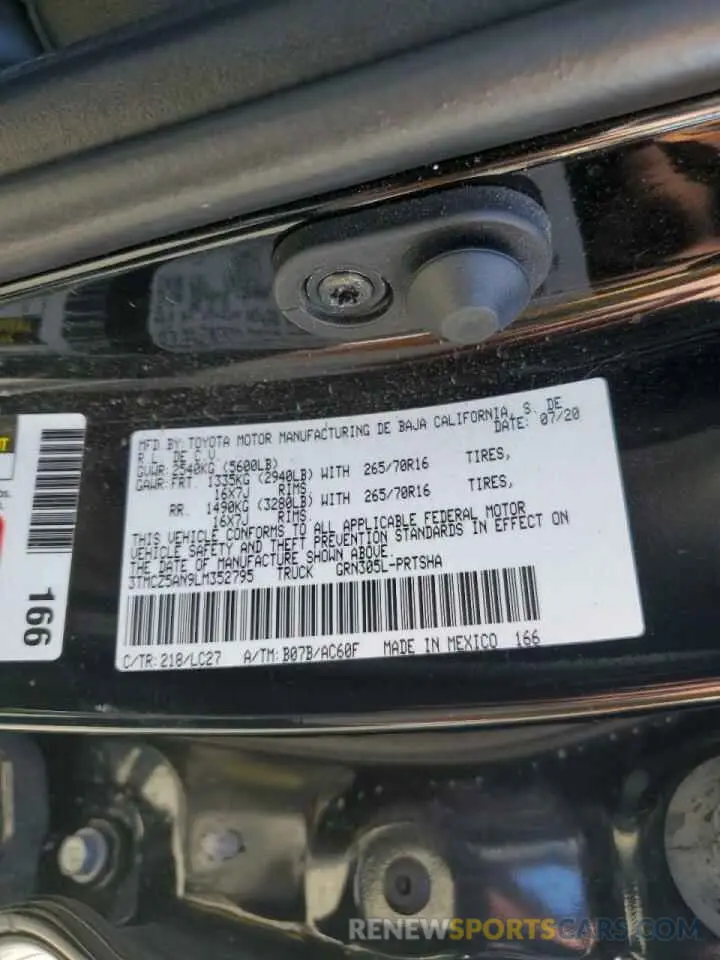 MFD BY: TOYOTA MOTOR MANUFACTURING DE BAJA CALIFORNIA, S. DE
R L. DE C.V. DATE: 07/20
GVWR: 2540KG (5600LB)
GAWR: FRT. 1335KG (2940LB) WITH 265/70R16 TIRES,
16X7J RIMS,
RR. 1490KG (3280LB) WITH 265/70R16 TIRES,
16X7J RIMS,
THIS VEHICLE CONFORMS TO ALL APPLICABLE FEDERAL MOTOR
VEHICLE SAFETY AND THEFT PREVENTION STANDARDS IN EFFECT ON
THE DATE OF MANUFACTURE SHOWN ABOVE.
3TMCZ5AN9LM352795 TRUCK GRN305L-PRTSHA
C/TR: 218/LC27 A/TM: B07B/AC60F MADE IN MEXICO 166
166
RENEWSPORTSCARS.COM